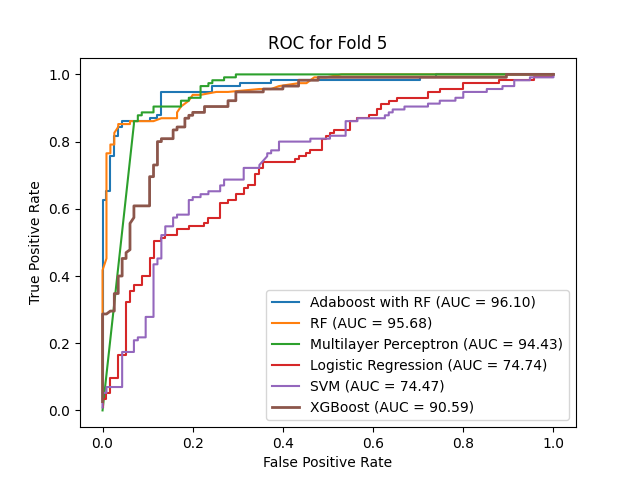 ROC for Fold 5
True Positive Rate
1.0
0.8
0.6
0.4
0.2
0.0
Adaboost with RF (AUC = 96.10)
RF (AUC = 95.68)
Multilayer Perceptron (AUC = 94.43)
Logistic Regression (AUC = 74.74)
SVM (AUC = 74.47)
XGBoost (AUC = 90.59)
0.0 0.2 0.4 0.6 0.8 1.0
False Positive Rate